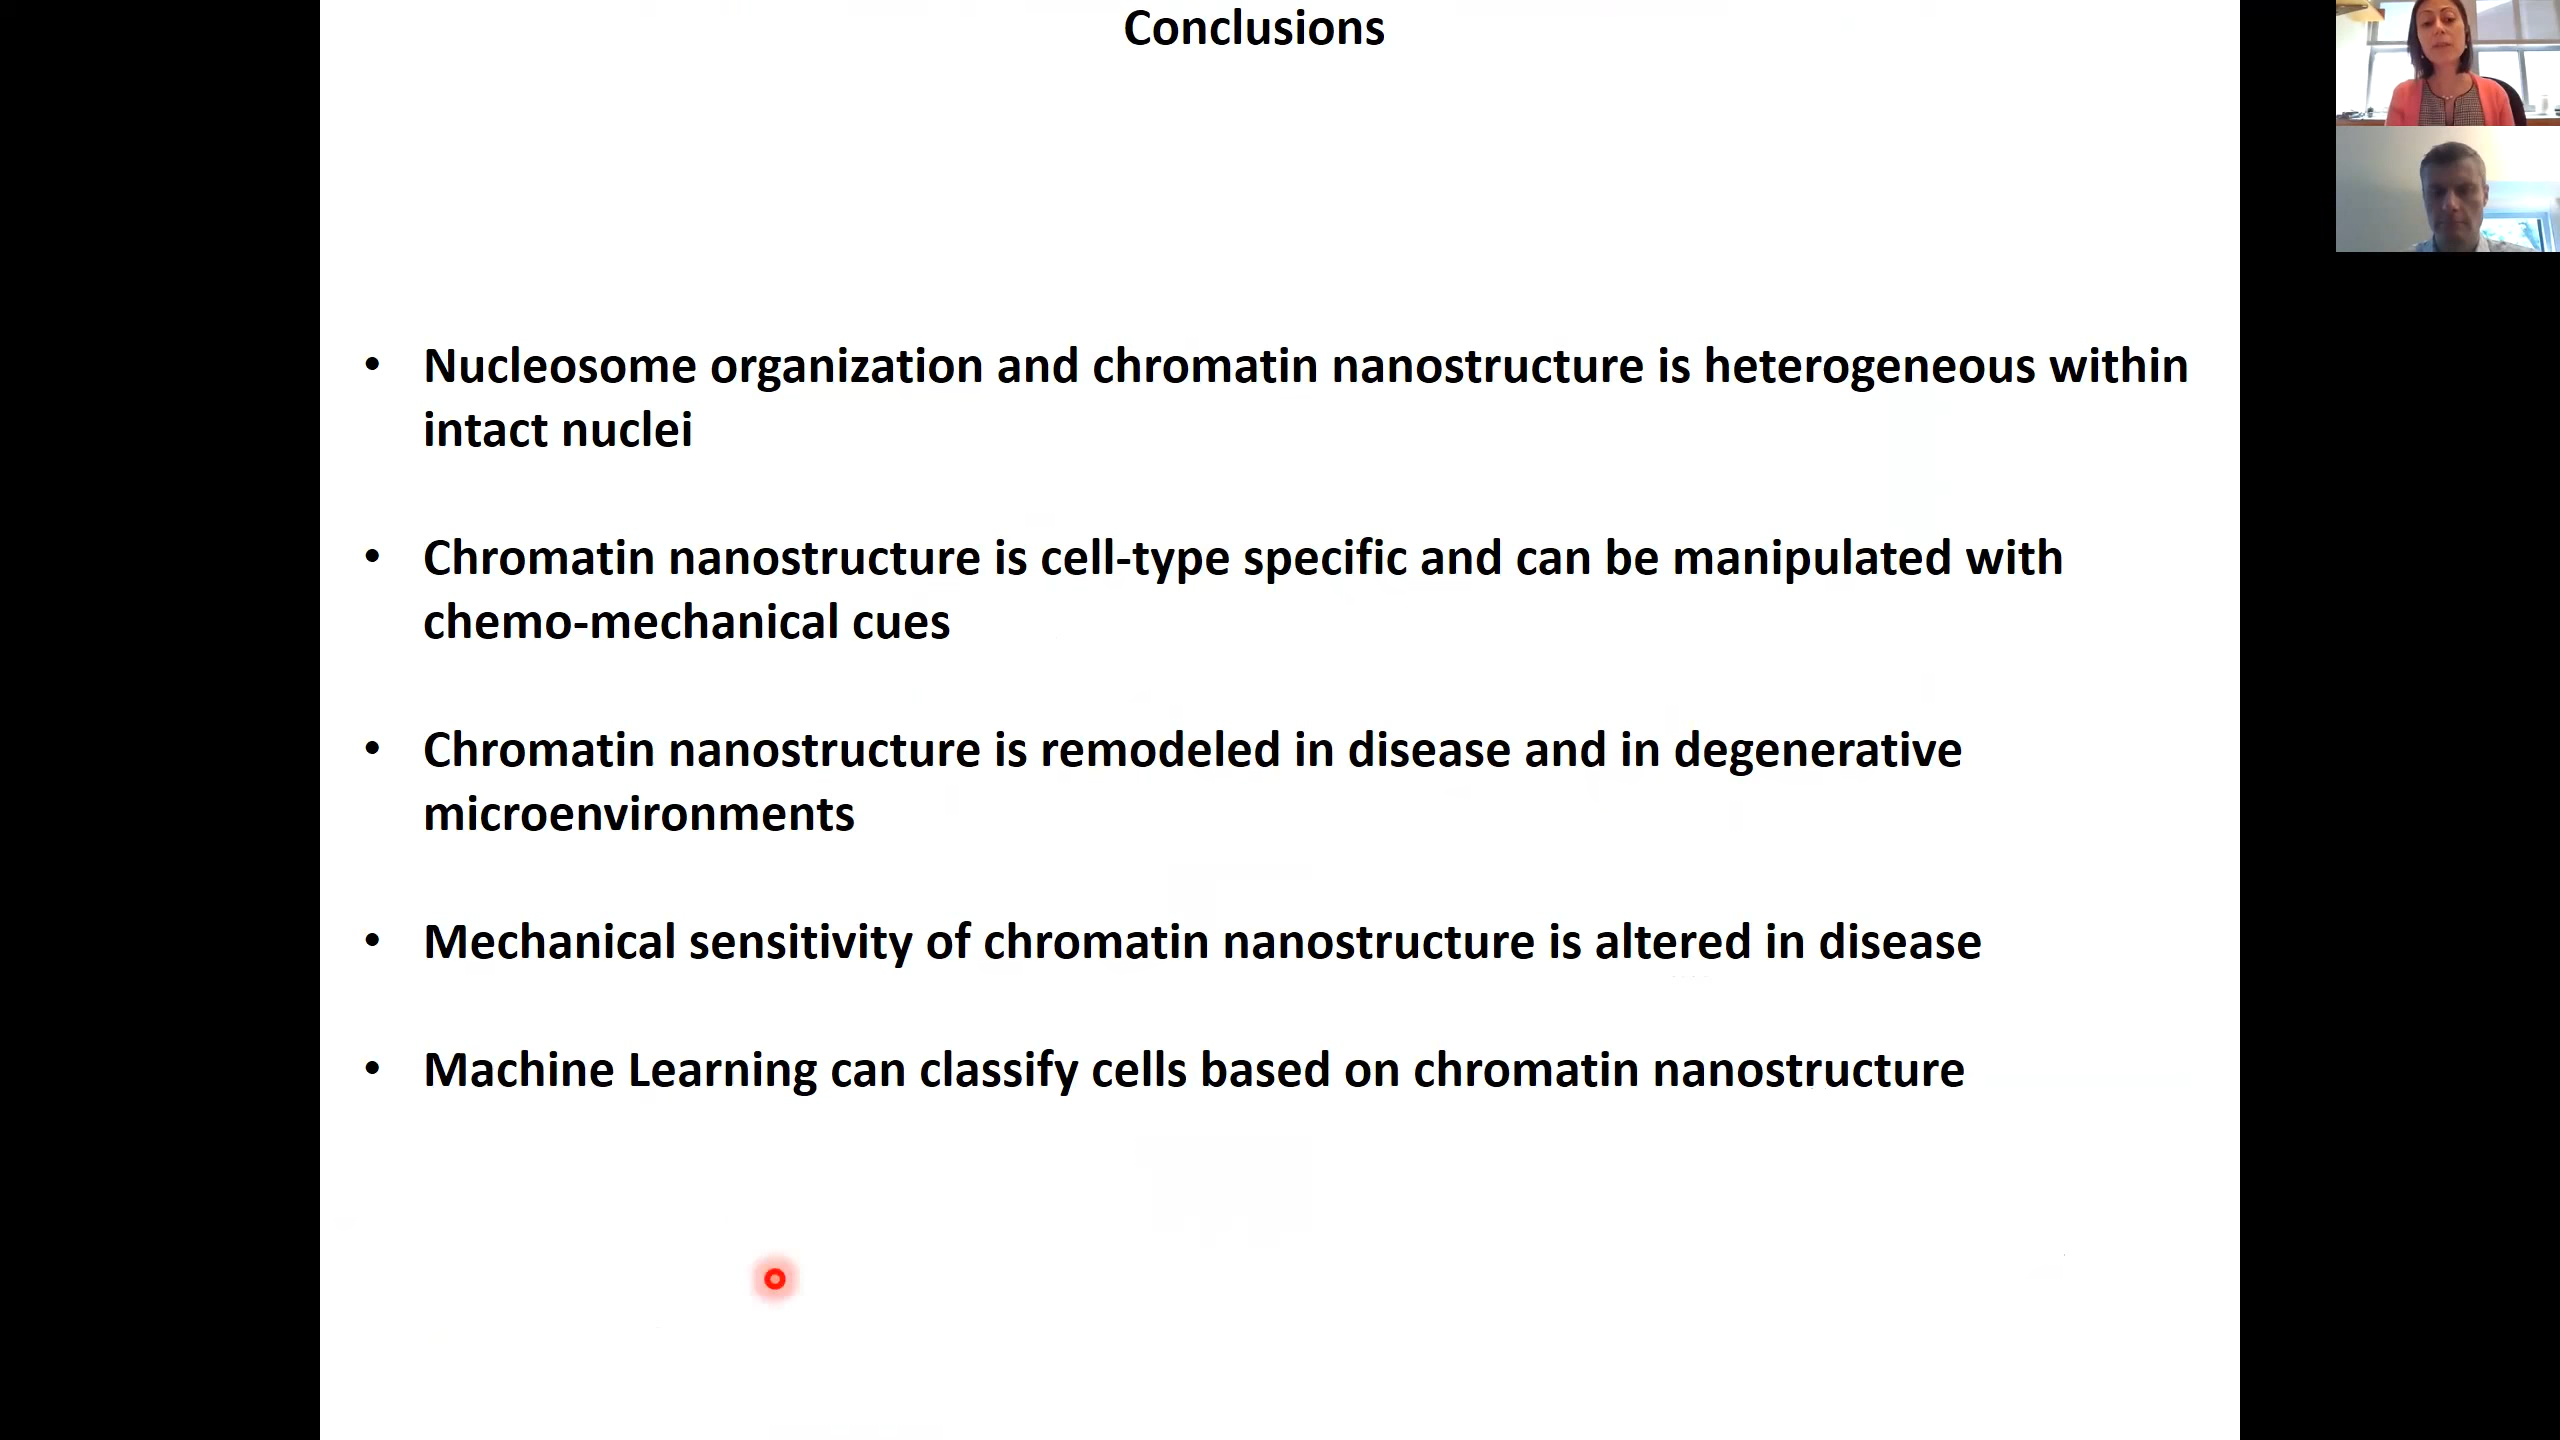 Conclusions
• Nucleosome organization and chromatin nanostructure is heterogeneous within
intact nuclei
• Chromatin nanostructure is cell-type specific and can be manipulated with
chemo-mechanical cues
• Chromatin nanostructure is remodeled in disease and in degenerative
microenvironments
• Mechanical sensitivity of chromatin nanostructure is altered in disease
• Machine Learning can classify cells based on chromatin nanostructure